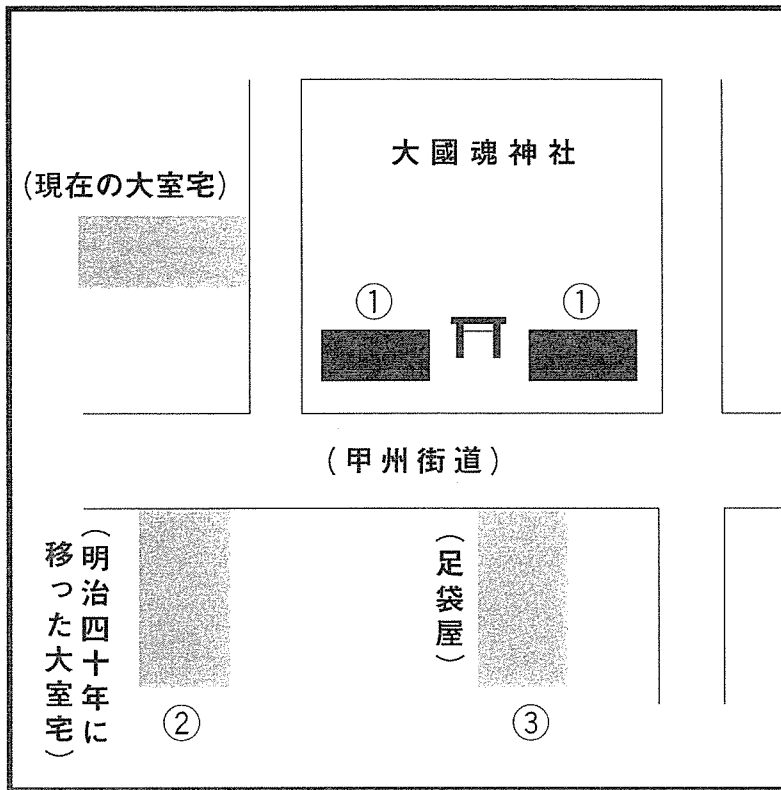 大國魂神社
(現在の大室宅)
①
①
(甲州街道)
(明治四十年に
移った大室宅)
(足袋屋)
②
③